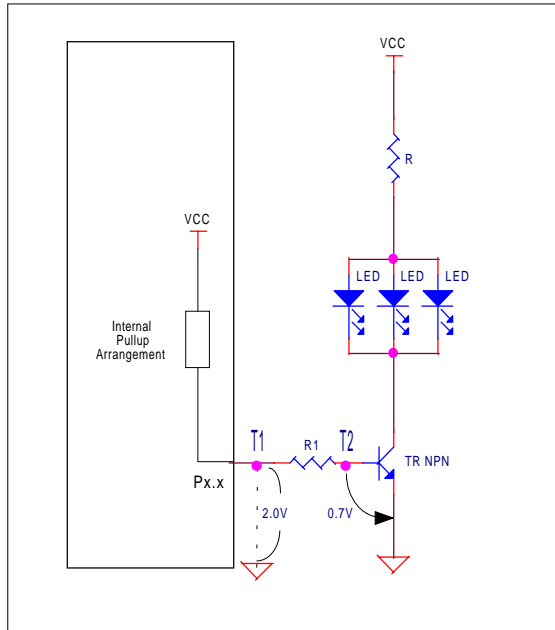 VCC
R
VCC
LED LED LED
Internal
Pullup
Arrangement
T1 R1 T2
TR NPN
Px.x
2.0V 0.7V